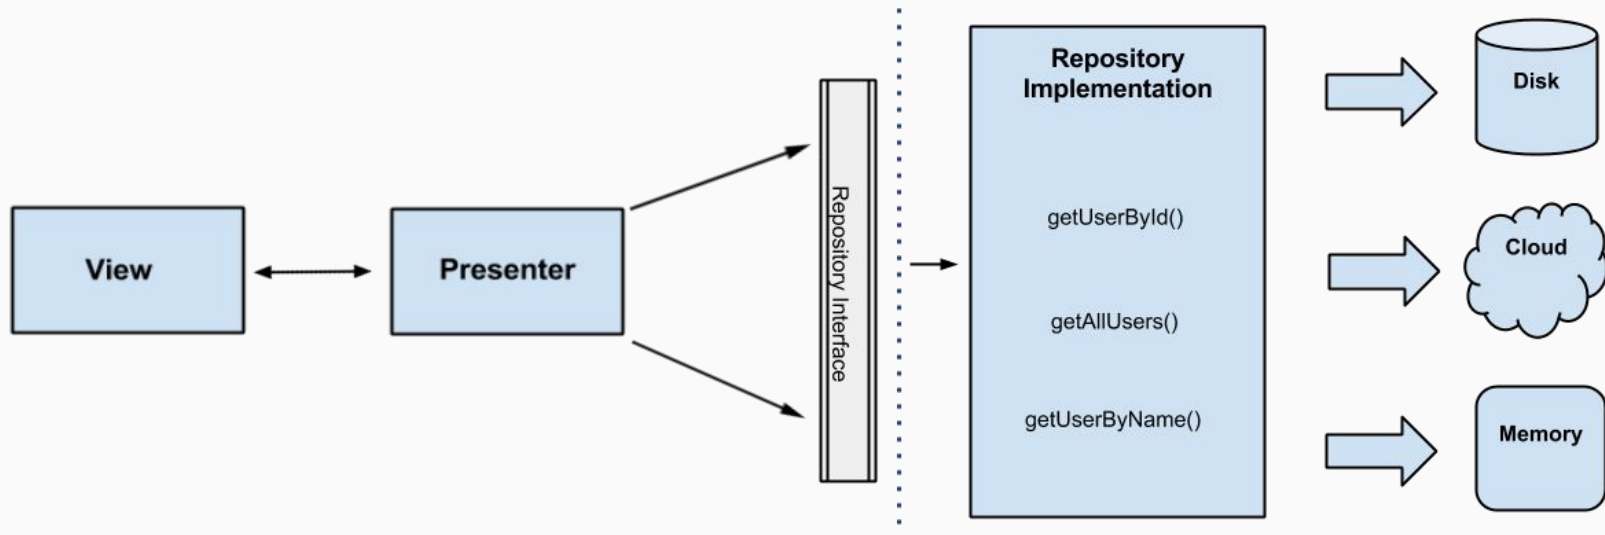 View
Presenter
Repository Interface
Repository
Implementation
getUserById()
getAllUsers()
getUserByName()
Disk
Cloud
Memory